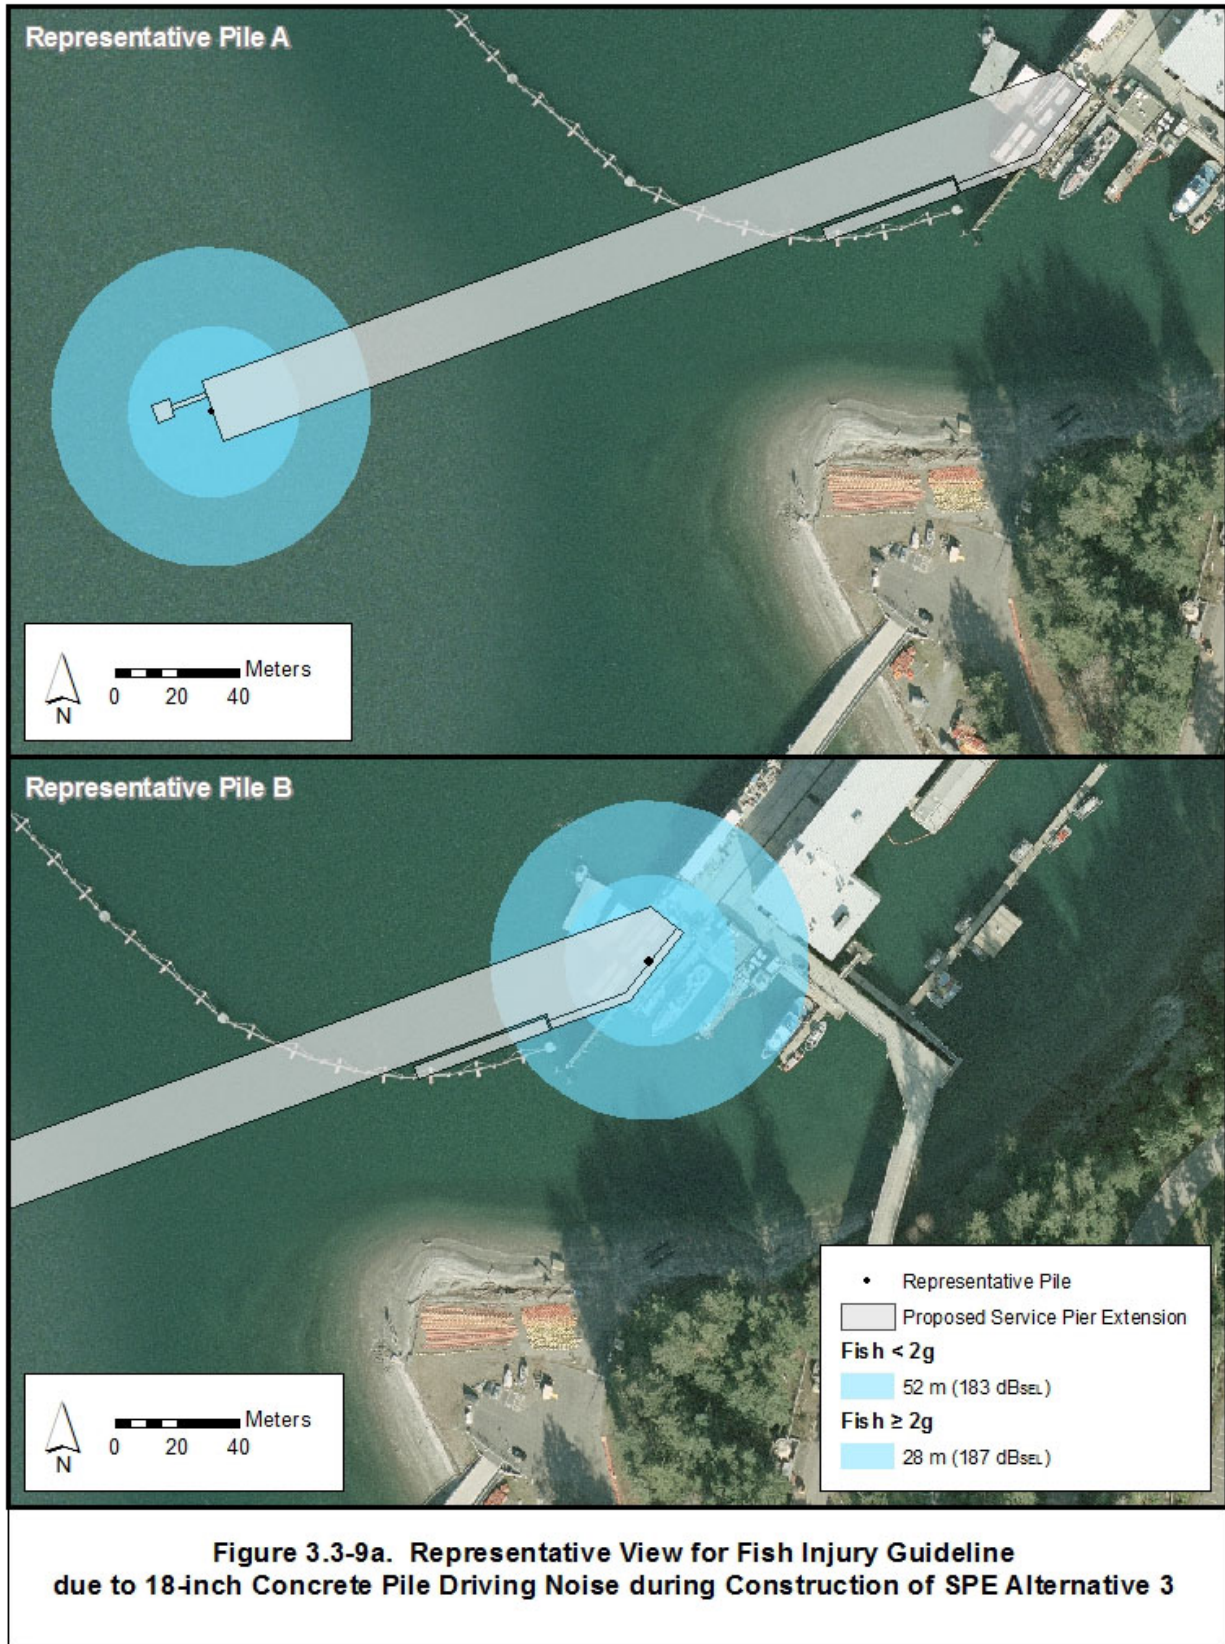 Representative Pile A
Meters
0 20 40
N
Representative Pile B
Meters
0 20 40
N
Representative Pile
Proposed Service Pier Extension
Fish < 2g
52 m (183 dBSEL)
Fish ≥ 2g
28 m (187 dBSEL)
Figure 3.3-9a. Representative View for Fish Injury Guideline
due to 18-inch Concrete Pile Driving Noise during Construction of SPE Alternative 3